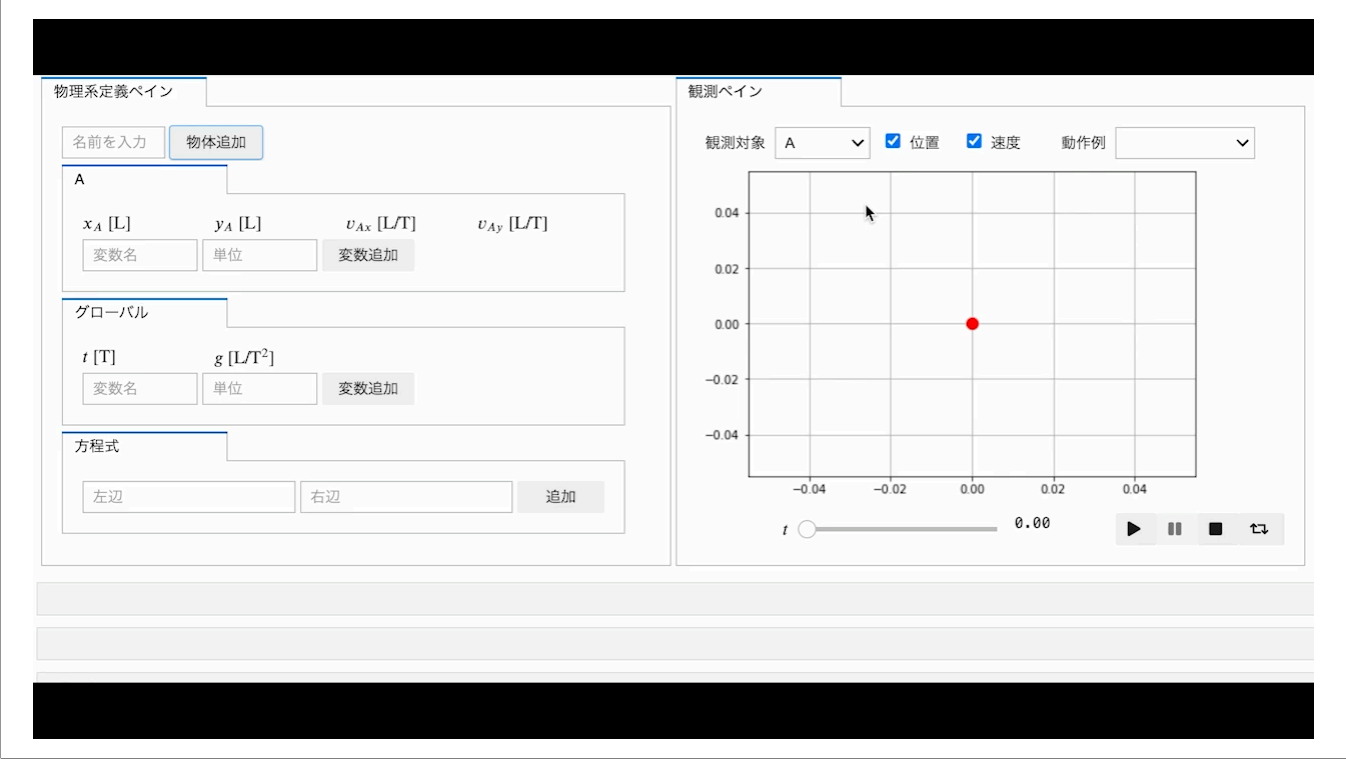 物理系定義ペイン
名前を入力 物体追加
A
x_A [L] y_A [L] v_Ax [L/T] v_Ay [L/T]
変数名 単位 変数追加
グローバル
t [T] g [L/T²]
変数名 単位 変数追加
方程式
左辺 右辺 追加
観測ペイン
観測対象 A 位置 速度 動作例
0.04
0.02
0.00
−0.02
−0.04
−0.04 −0.02 0.00 0.02 0.04
t 0.00